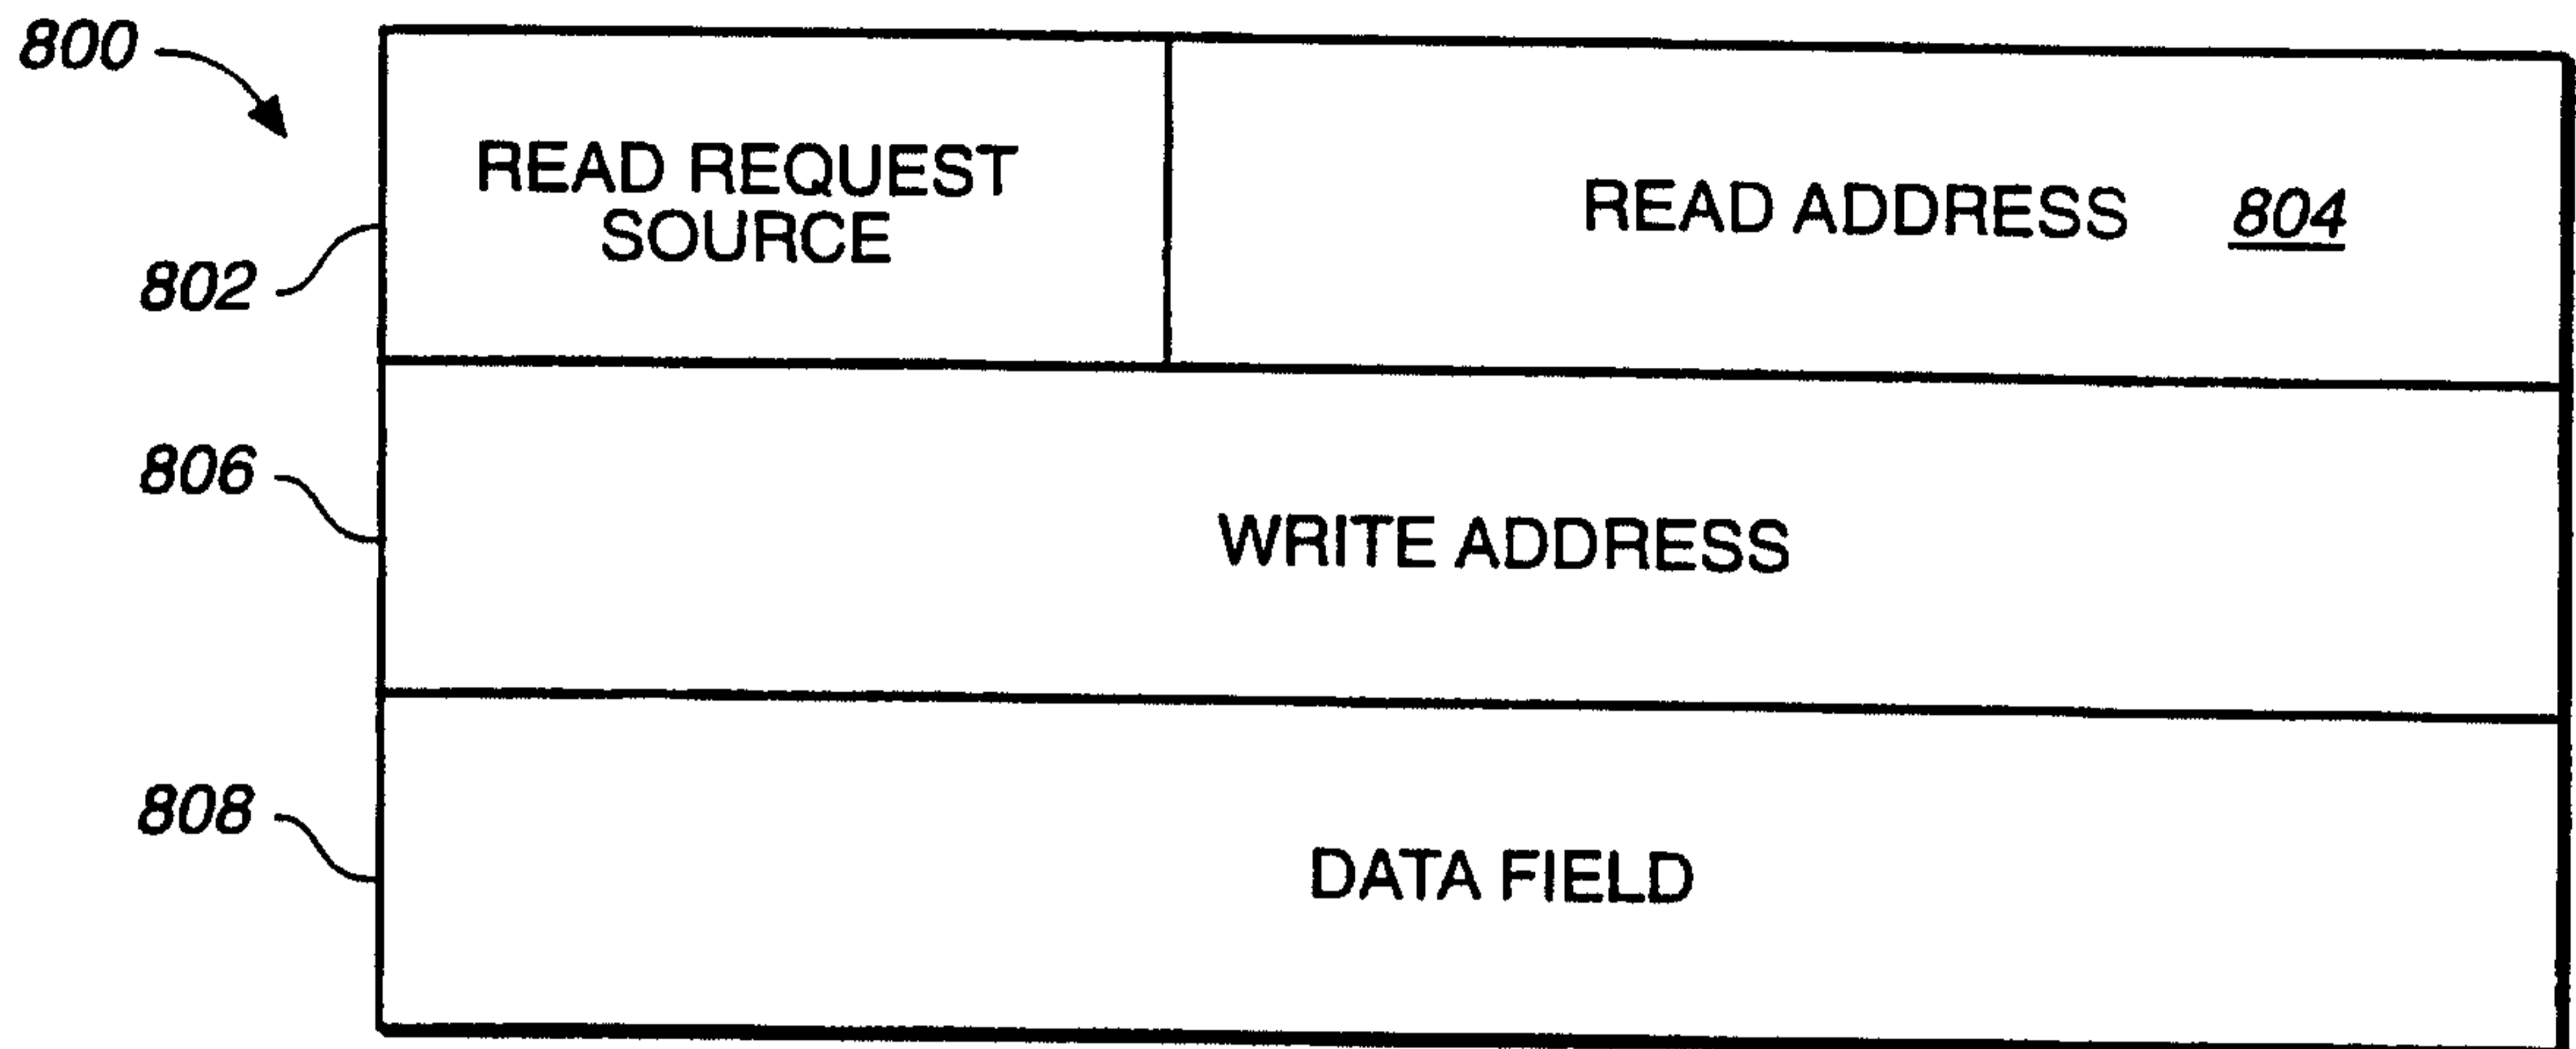 800
READ REQUEST
SOURCE
READ ADDRESS 804
802
806
WRITE ADDRESS
808
DATA FIELD